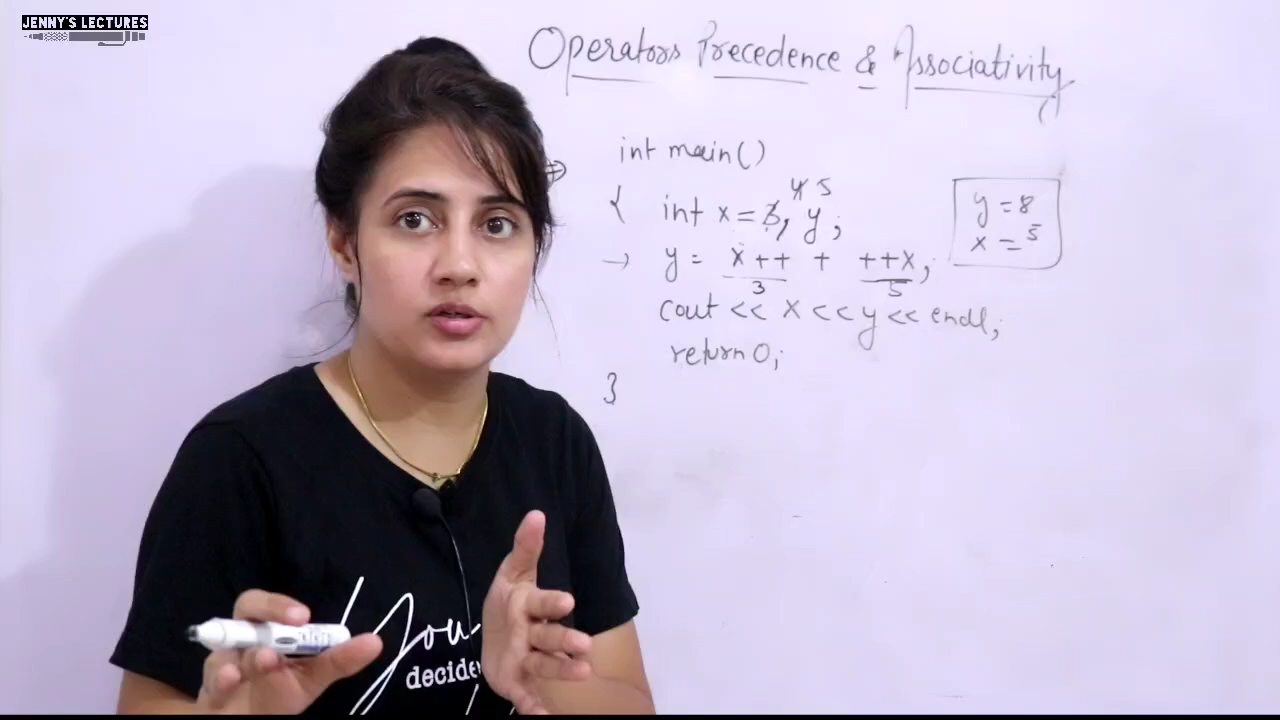 JENNY'S LECTURES
Operators Precedence & Associativity
⇒ int main()
4 5
{ int x = 3, y;
→ y = x++ + ++x;
3 5
cout << x << y << endl;
return 0;
}
y = 8
x = 5
You
decide